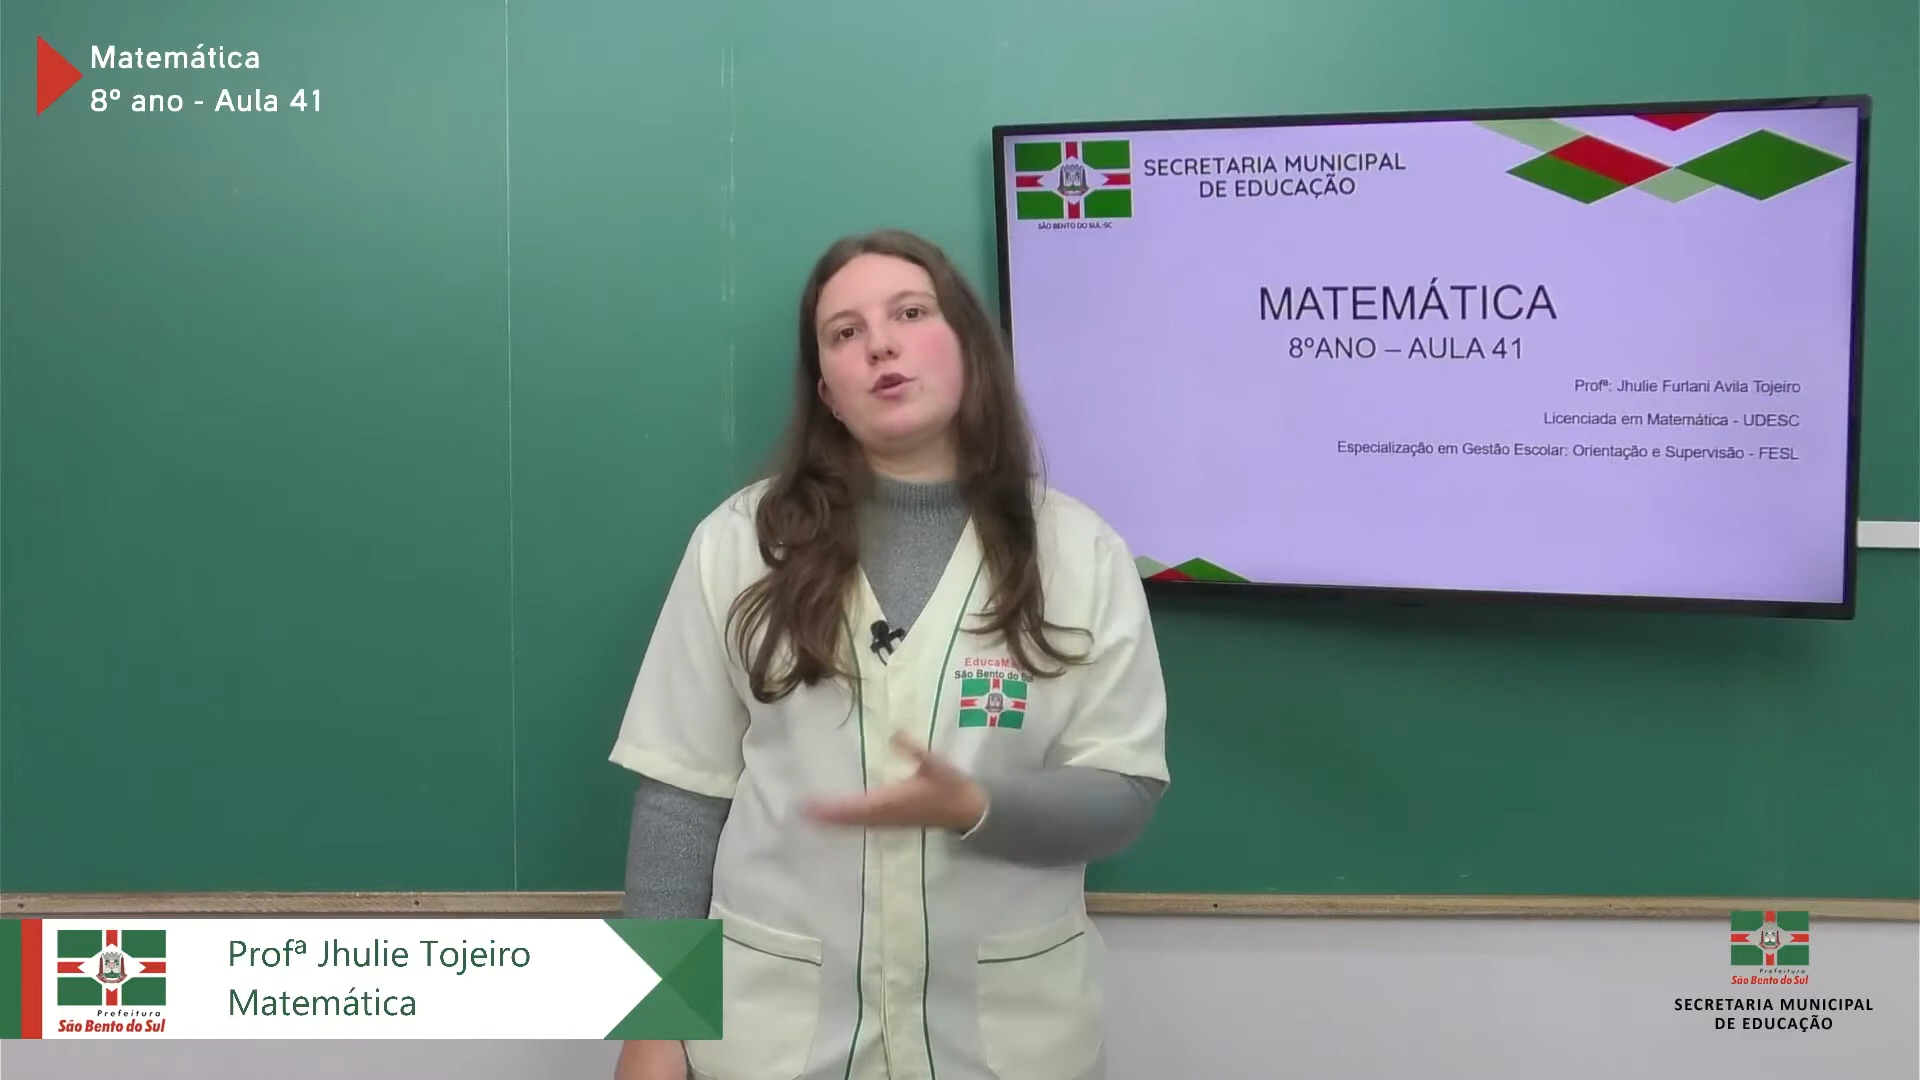 Matemática
8º ano - Aula 41
SECRETARIA MUNICIPAL
DE EDUCAÇÃO
SÃO BENTO DO SUL-SC
MATEMÁTICA
8ºANO – AULA 41
Profª: Jhulie Furlani Avila Tojeiro
Licenciada em Matemática - UDESC
Especialização em Gestão Escolar: Orientação e Supervisão - FESL
São Bento do Sul
Profª Jhulie Tojeiro
Matemática
Prefeitura
São Bento do Sul
Prefeitura
São Bento do Sul
SECRETARIA MUNICIPAL
DE EDUCAÇÃO